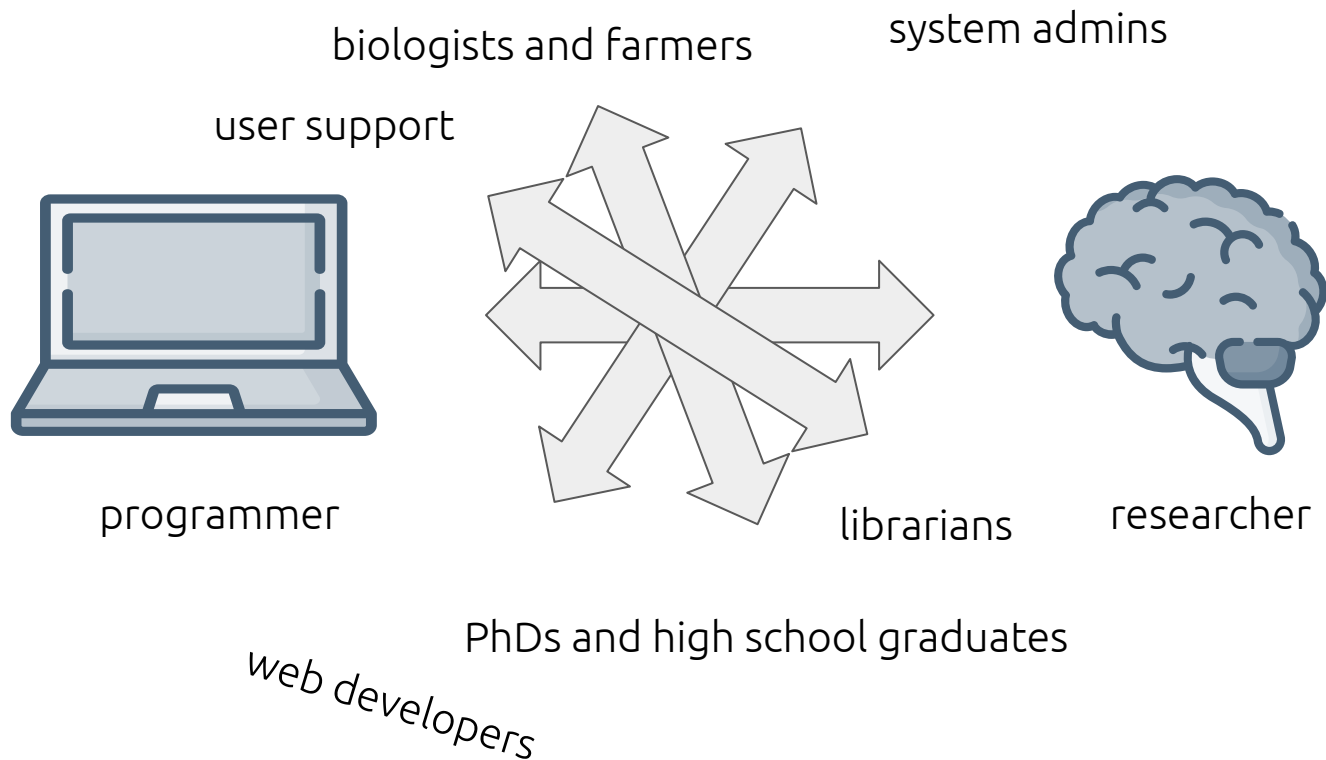 system admins
biologists and farmers
user support
programmer
researcher
librarians
PhDs and high school graduates
web developers